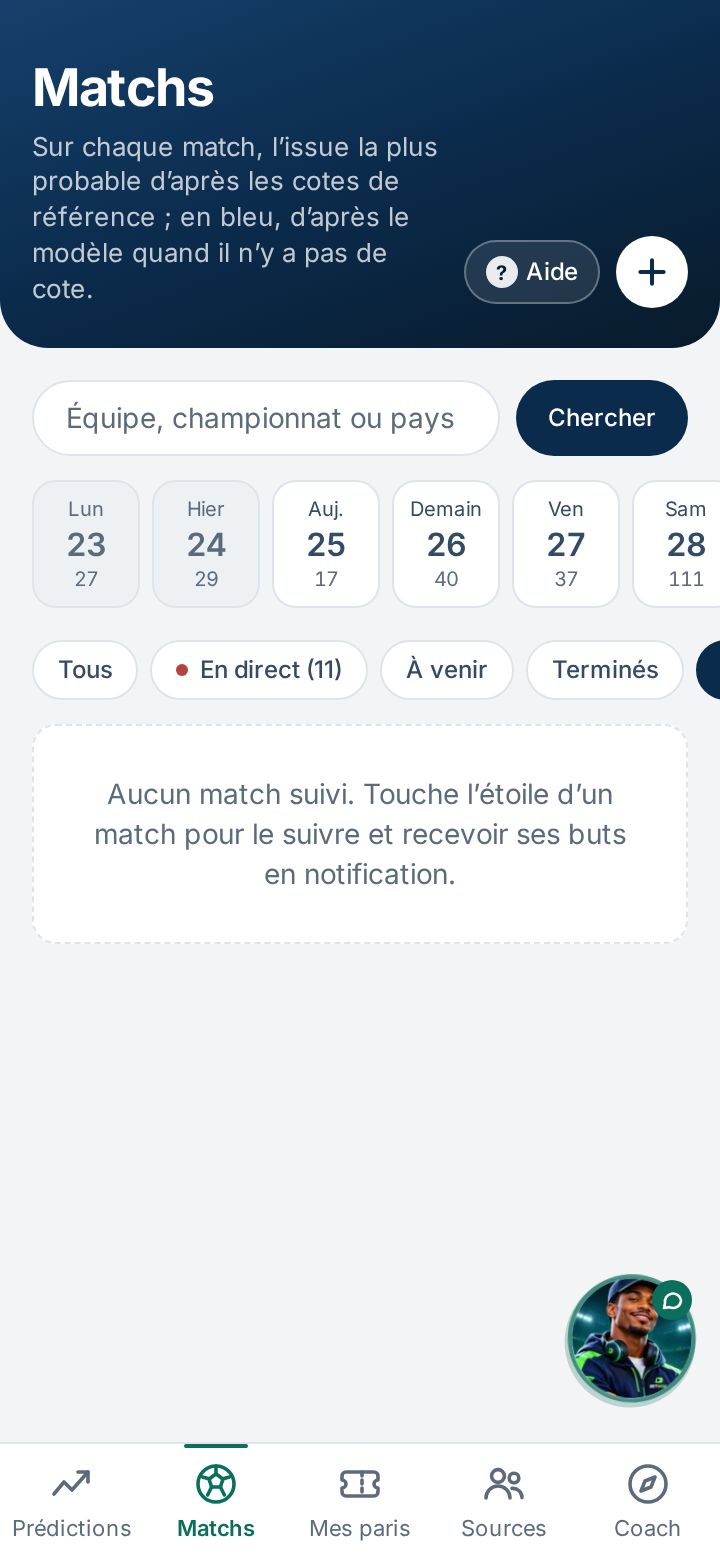 Matchs
Sur chaque match, l’issue la plus
probable d’après les cotes de
référence ; en bleu, d’après le
modèle quand il n’y a pas de
cote.
? Aide
Équipe, championnat ou pays
Chercher
Lun Hier Auj. Demain Ven Sam
23 24 25 26 27 28
27 29 17 40 37 111
Tous En direct (11) À venir Terminés
Aucun match suivi. Touche l’étoile d’un
match pour le suivre et recevoir ses buts
en notification.
Prédictions Matchs Mes paris Sources Coach